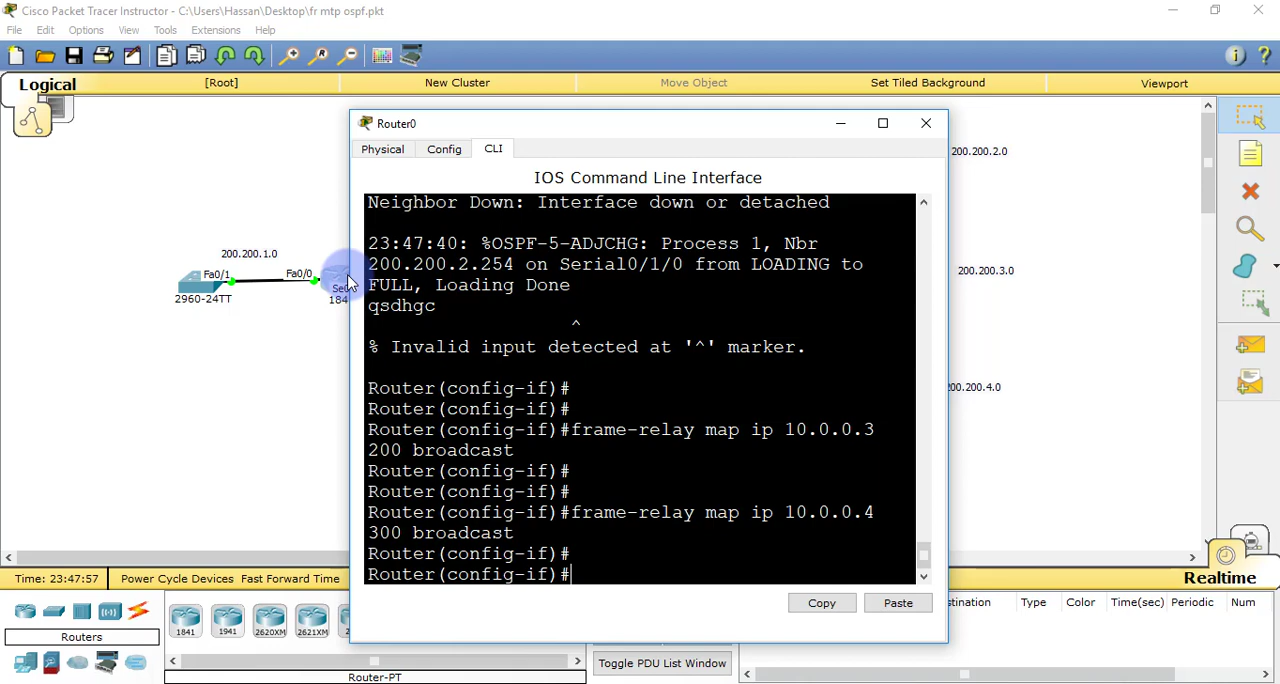 Cisco Packet Tracer Instructor - C:\Users\Hassan\Desktop\fr mtp ospf.pkt
File Edit Options View Tools Extensions Help
Logical [Root] New Cluster Move Object Set Tiled Background Viewport
Router0
Physical Config CLI
IOS Command Line Interface
Neighbor Down: Interface down or detached
23:47:40: %OSPF-5-ADJCHG: Process 1, Nbr
200.200.2.254 on Serial0/1/0 from LOADING to
FULL, Loading Done
qsdhgc
^
% Invalid input detected at '^' marker.
Router(config-if)#
Router(config-if)#
Router(config-if)#frame-relay map ip 10.0.0.3
200 broadcast
Router(config-if)#
Router(config-if)#
Router(config-if)#frame-relay map ip 10.0.0.4
300 broadcast
Router(config-if)#
Router(config-if)#
Copy Paste
200.200.1.0
Fa0/1 Fa0/0
2960-24TT
Se0
184
200.200.2.0
200.200.3.0
00.200.4.0
Time: 23:47:57 Power Cycle Devices Fast Forward Time
Realtime
Routers
1841 1941 2620XM 2621XM 2
Router-PT
Toggle PDU List Window
stination Type Color Time(sec) Periodic Num